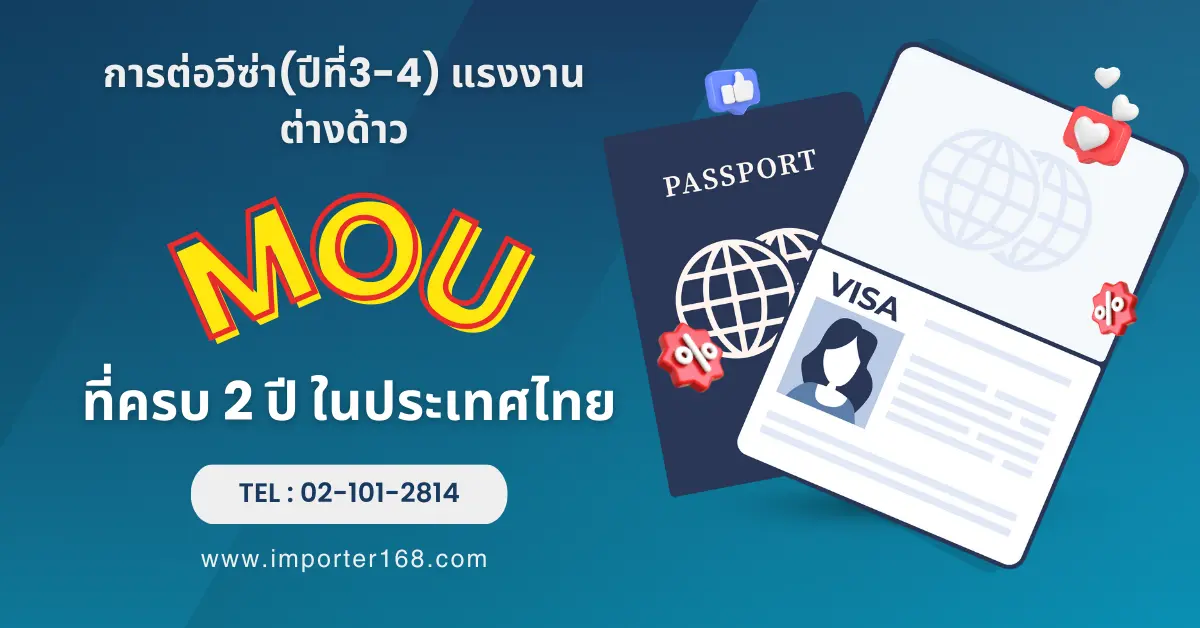 การต่อวีซ่า(ปีที่3-4) แรงงาน
ต่างด้าว
MOU
ที่ครบ 2 ปี ในประเทศไทย
TEL : 02-101-2814
www.importer168.com
PASSPORT
VISA
%
%